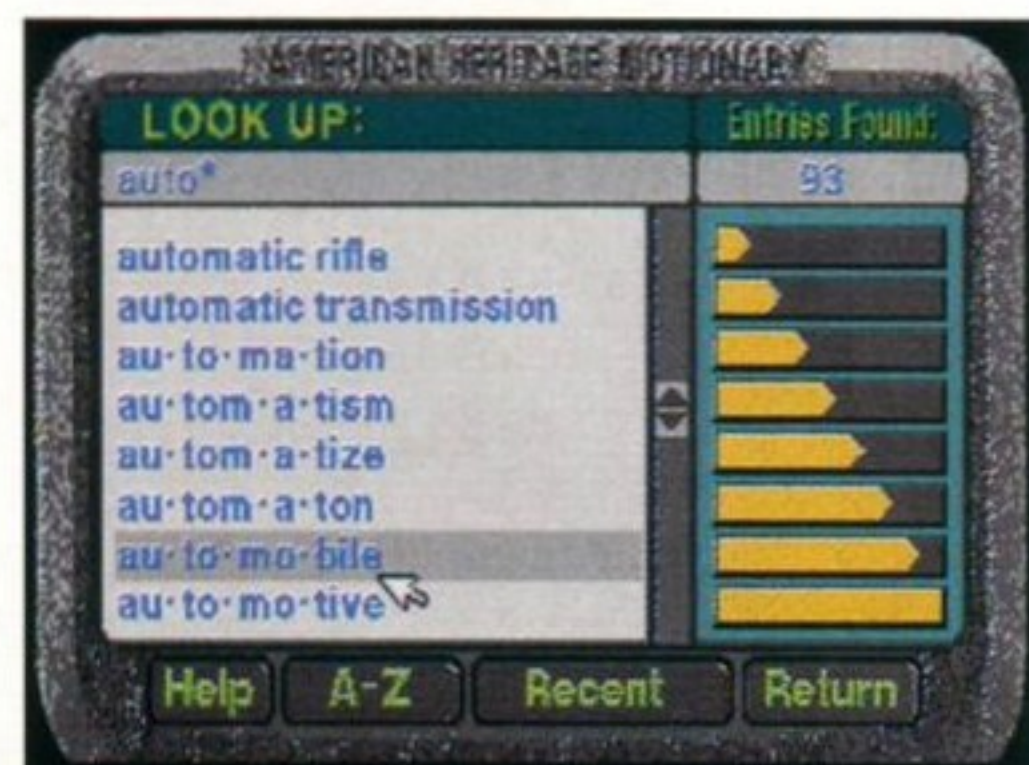 AMERICAN HERITAGE DICTIONARY
LOOK UP:
Entries Found:
auto*
93
automatic rifle
automatic transmission
au·to·ma·tion
au·tom·a·tism
au·tom·a·tize
au·tom·a·ton
au·to·mo·bile
au·to·mo·tive
Help
A-Z
Recent
Return